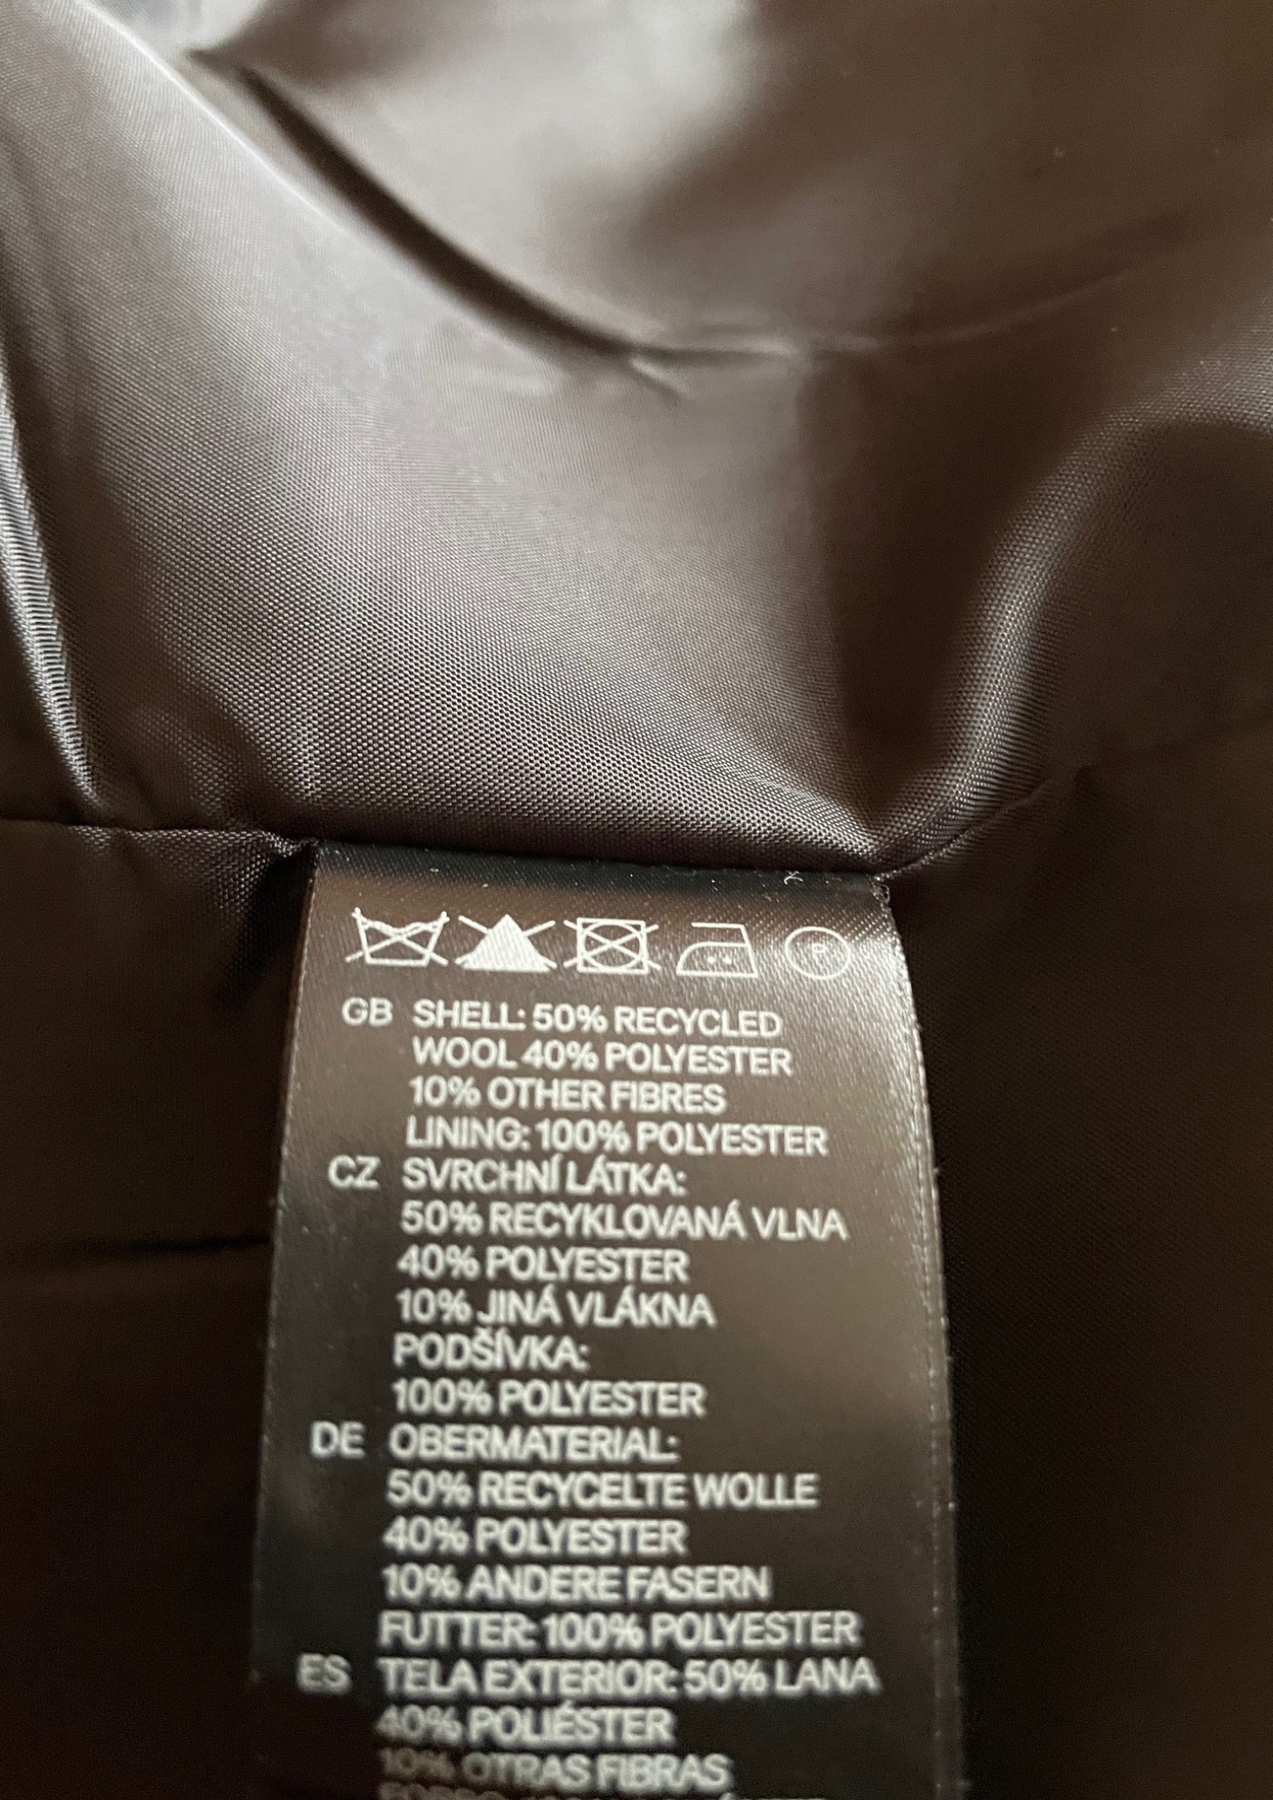 P
GB SHELL: 50% RECYCLED
WOOL 40% POLYESTER
10% OTHER FIBRES
LINING: 100% POLYESTER
CZ SVRCHNÍ LÁTKA:
50% RECYKLOVANÁ VLNA
40% POLYESTER
10% JINÁ VLÁKNA
PODŠÍVKA:
100% POLYESTER
DE OBERMATERIAL:
50% RECYCELTE WOLLE
40% POLYESTER
10% ANDERE FASERN
FUTTER: 100% POLYESTER
ES TELA EXTERIOR: 50% LANA
40% POLIÉSTER
10% OTRAS FIBRAS